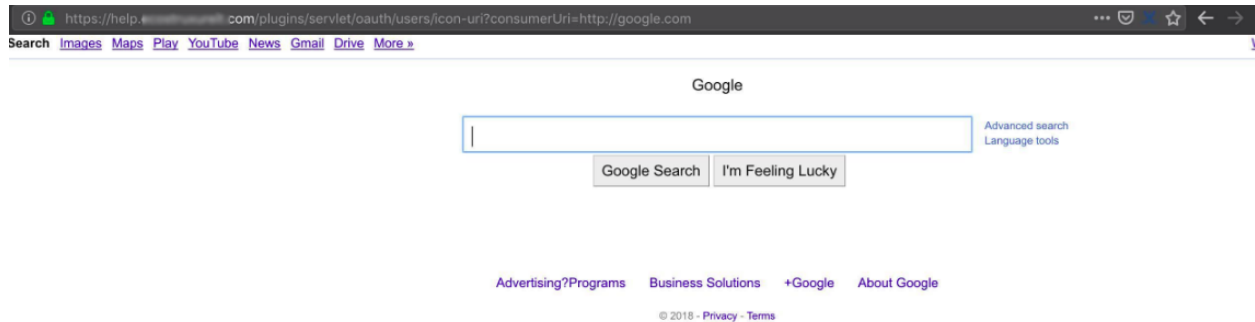 https://help. .com/plugins/servlet/oauth/users/icon-uri?consumerUri=http://google.com
Search Images Maps Play YouTube News Gmail Drive More »
Google
Advanced search
Language tools
Google Search I'm Feeling Lucky
Advertising?Programs Business Solutions +Google About Google
© 2018 - Privacy - Terms